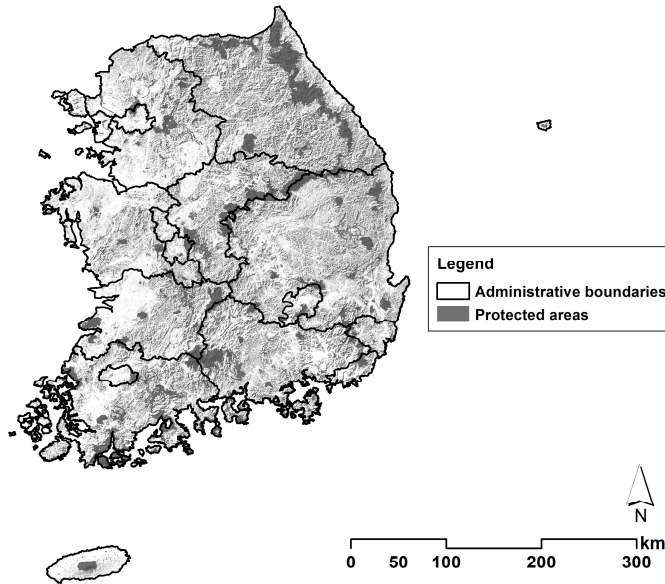 Legend
Administrative boundaries
Protected areas
N
km
0 50 100 200 300